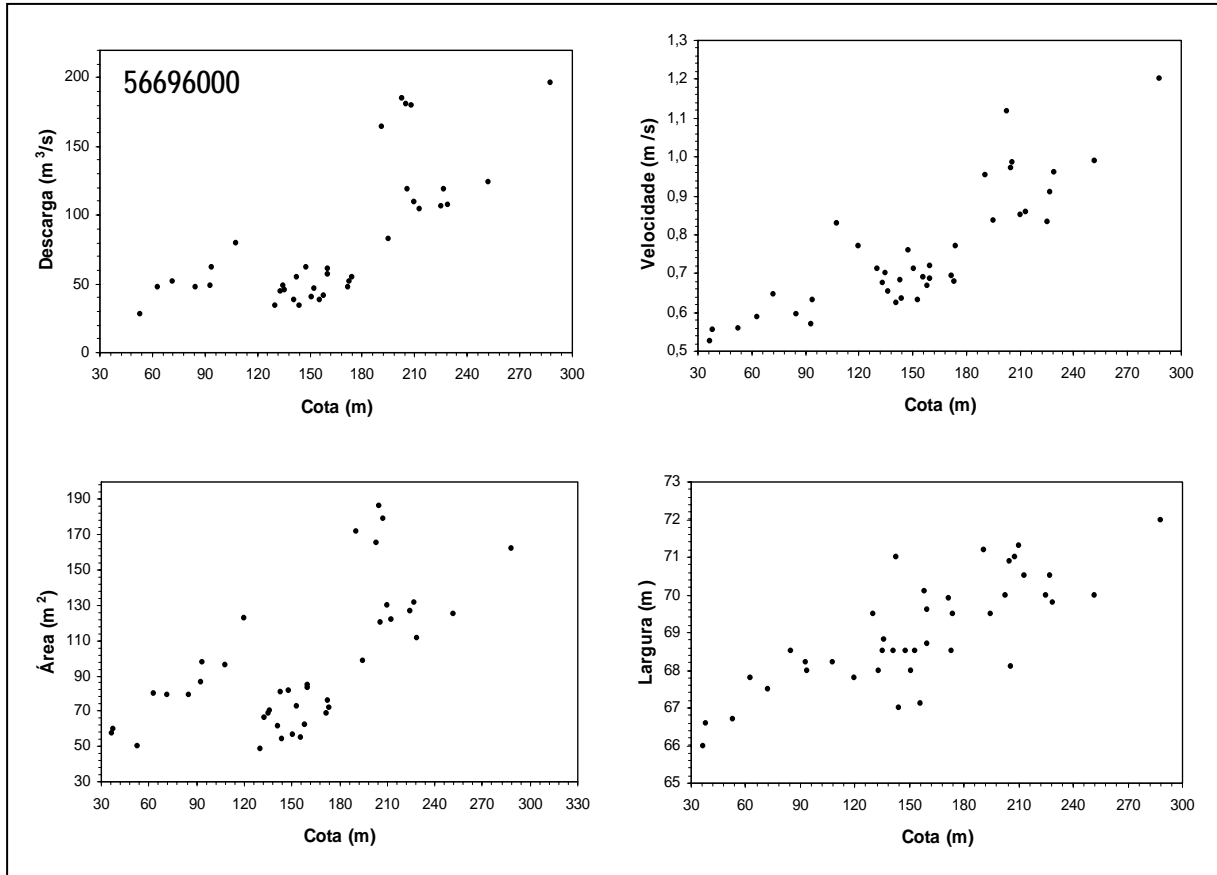 56696000
Descarga (m³/s)
200
150
100
50
0
30 60 90 120 150 180 210 240 270 300
Cota (m)
Velocidade (m /s)
1,3
1,2
1,1
1,0
0,9
0,8
0,7
0,6
0,5
30 60 90 120 150 180 210 240 270 300
Cota (m)
Área (m²)
190
170
150
130
110
90
70
50
30
30 60 90 120 150 180 210 240 270 300 330
Cota (m)
Largura (m )
73
72
71
70
69
68
67
66
65
30 60 90 120 150 180 210 240 270 300
Cota (m)